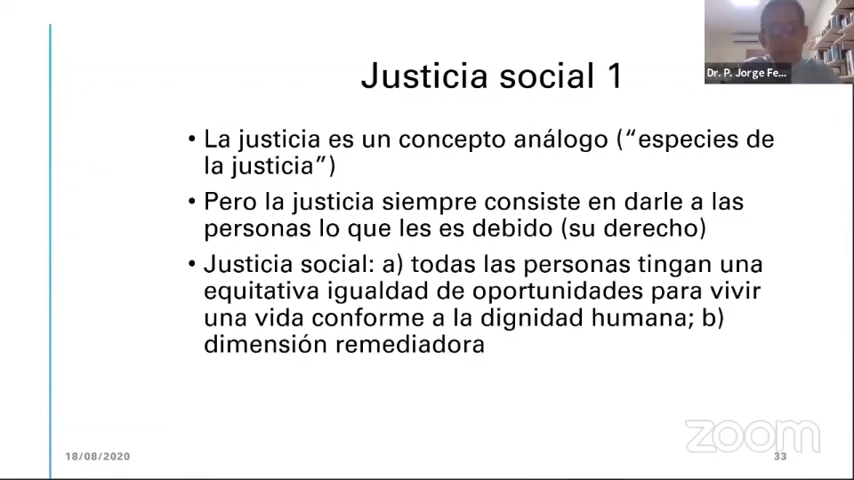 Justicia social 1
Dr. P. Jorge Fe...
• La justicia es un concepto análogo (“especies de
la justicia”)
• Pero la justicia siempre consiste en darle a las
personas lo que les es debido (su derecho)
• Justicia social: a) todas las personas tingan una
equitativa igualdad de oportunidades para vivir
una vida conforme a la dignidad humana; b)
dimensión remediadora
zoom
18/08/2020
33